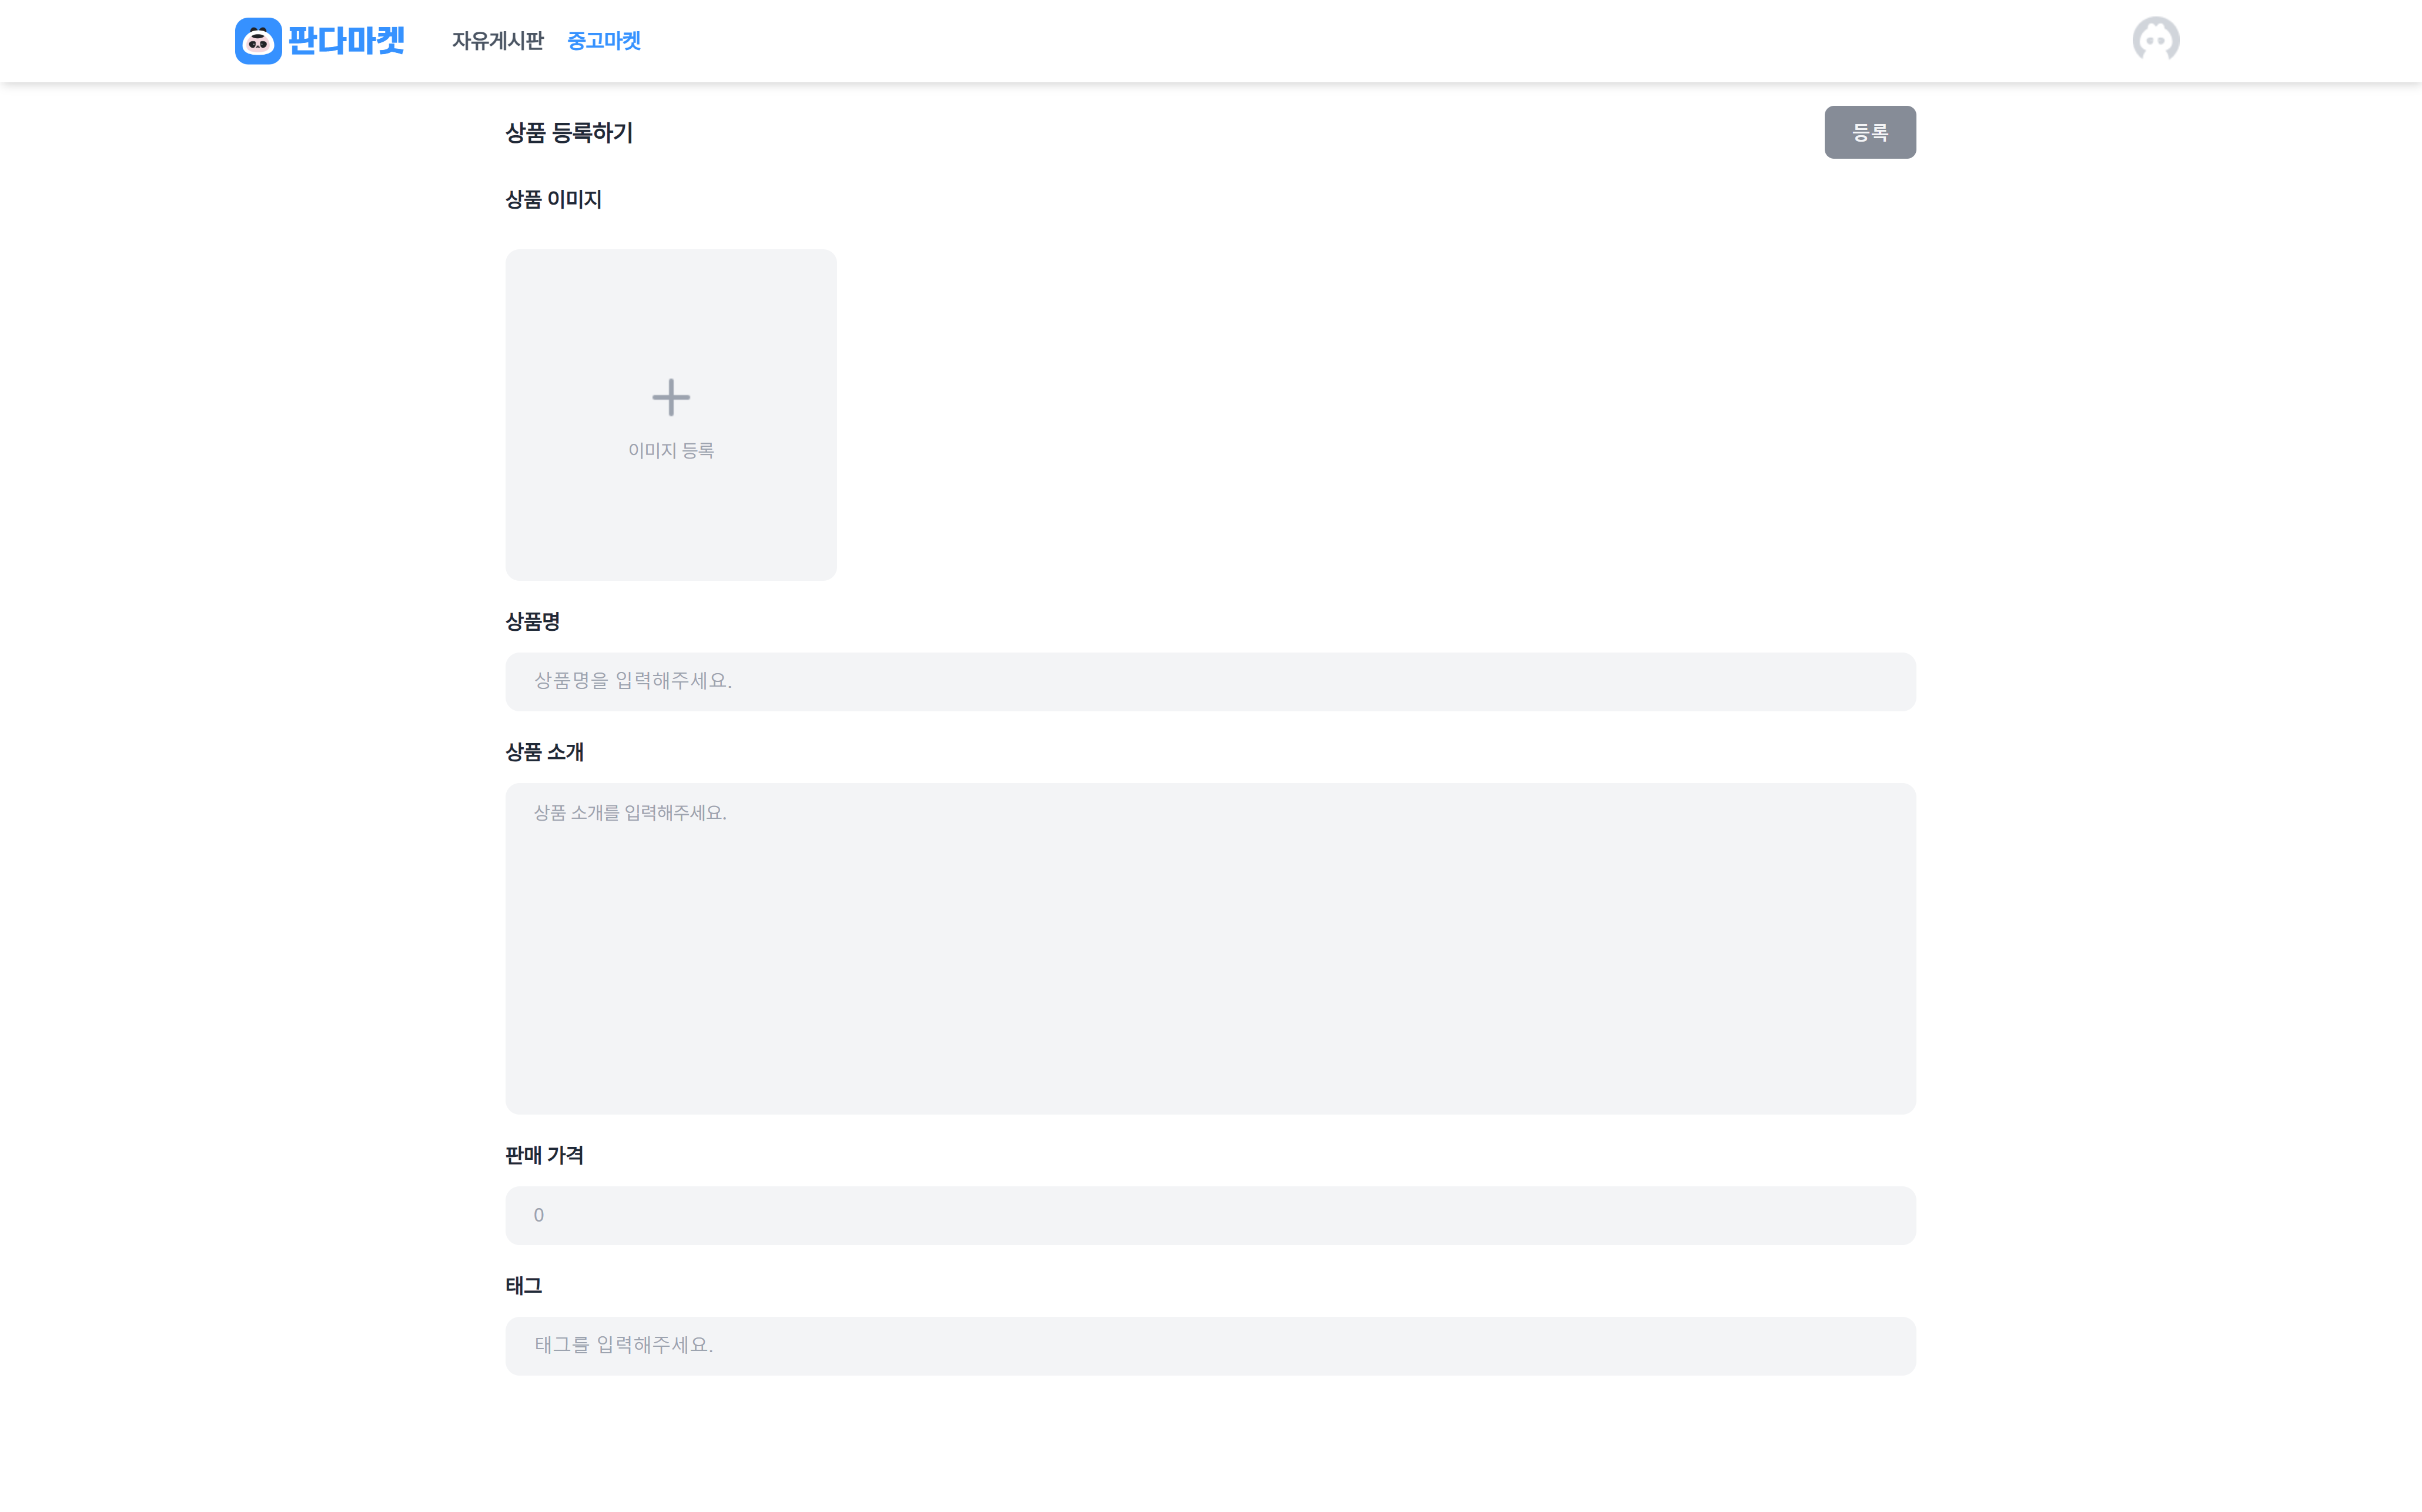 판다마켓
자유게시판 중고마켓
상품 등록하기
등록
상품 이미지
이미지 등록
상품명
상품명을 입력해주세요.
상품 소개
상품 소개를 입력해주세요.
판매 가격
0
태그
태그를 입력해주세요.